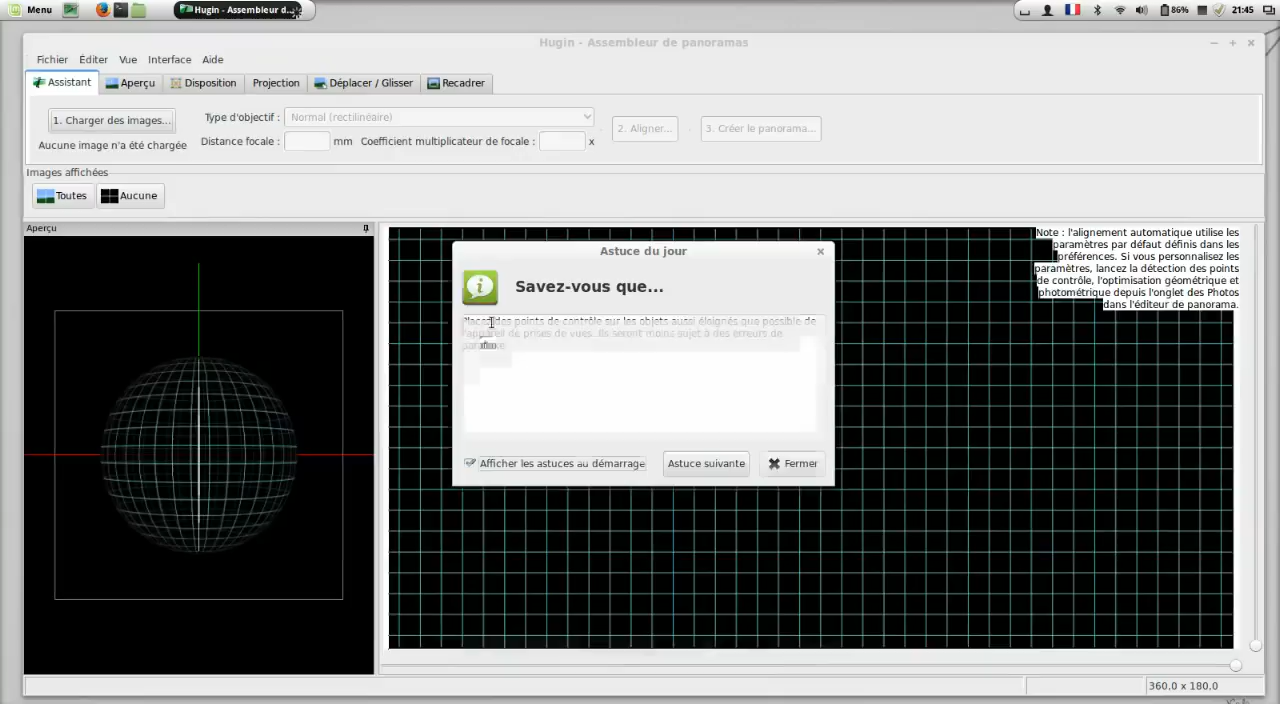 Menu
Hugin - Assembleur d...
86%
21:45
Hugin - Assembleur de panoramas
Fichier Éditer Vue Interface Aide
Assistant Aperçu Disposition Projection Déplacer / Glisser Recadrer
1. Charger des images...
Aucune image n'a été chargée
Type d'objectif : Normal (rectilinéaire)
Distance focale : mm Coefficient multiplicateur de focale : x
2. Aligner...
3. Créer le panorama...
Images affichées
Toutes Aucune
Aperçu
Note : l'alignement automatique utilise les
paramètres par défaut définis dans les
préférences. Si vous personnalisez les
paramètres, lancez la détection des points
de contrôle, l'optimisation géométrique et
photométrique depuis l'onglet des Photos
dans l'éditeur de panorama.
Astuce du jour
Savez-vous que...
des points de contrôle sur les objets aussi éloignés que possible de
l'appareil de prises de vues. Ils seront moins sujet à des erreurs de
Afficher les astuces au démarrage
Astuce suivante
Fermer
360.0 x 180.0